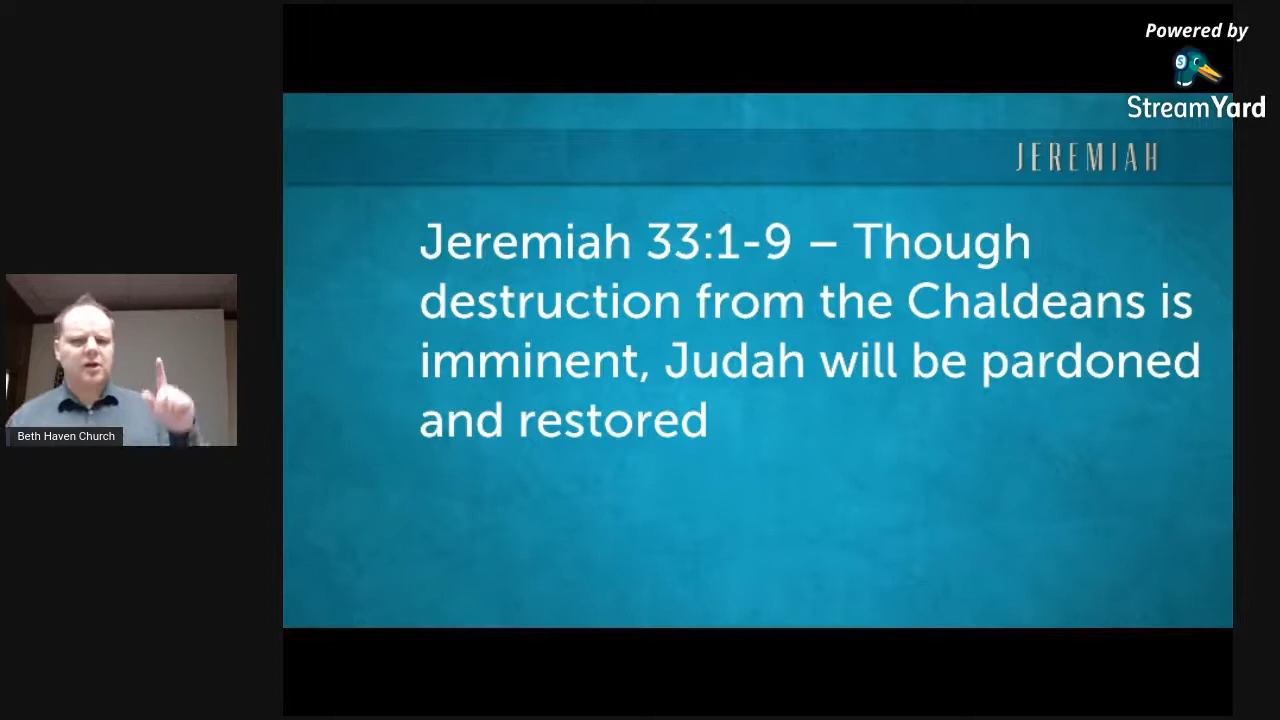 Powered by
StreamYard
JEREMIAH
Jeremiah 33:1-9 – Though
destruction from the Chaldeans is
imminent, Judah will be pardoned
and restored
Beth Haven Church